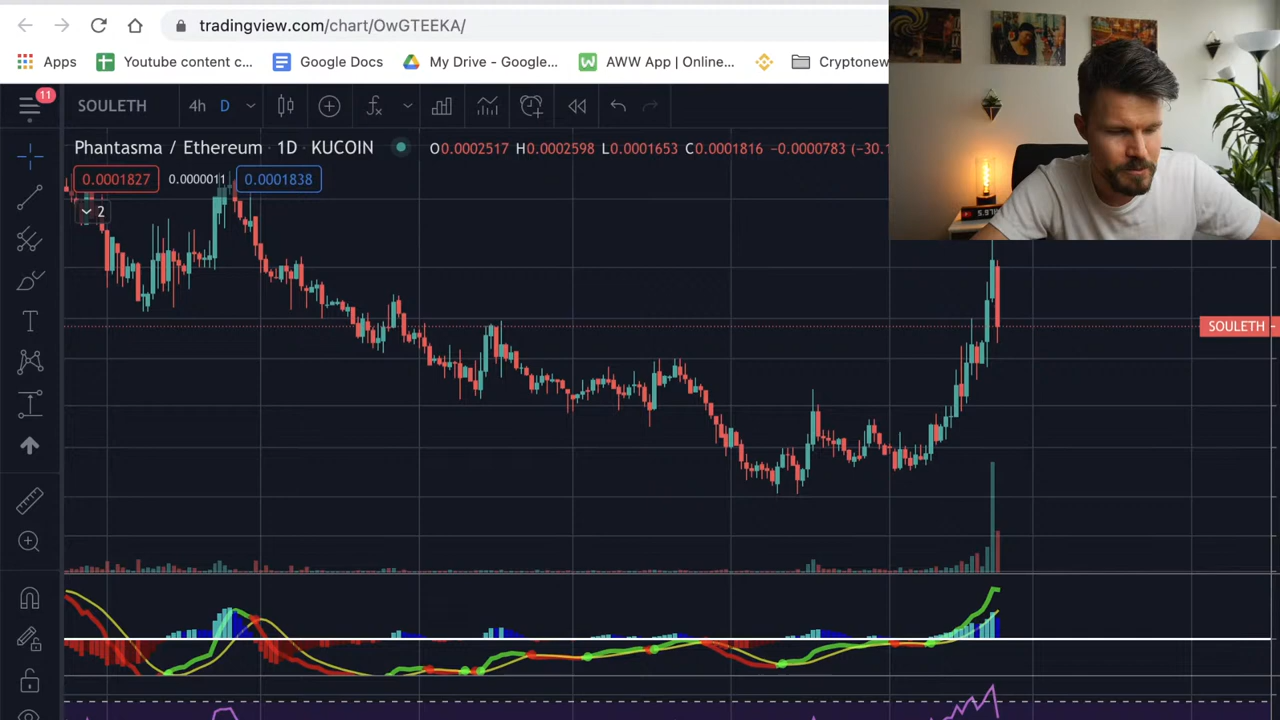 tradingview.com/chart/OwGTEEKA/
Apps Youtube content c... Google Docs My Drive – Google... AWW App | Online... Cryptonew
11
SOULETH 4h D
Phantasma / Ethereum · 1D · KUCOIN O0.0002517 H0.0002598 L0.0001653 C0.0001816 −0.0000783 (−30.1
0.0001827 0.0000011 0.0001838
2
SOULETH